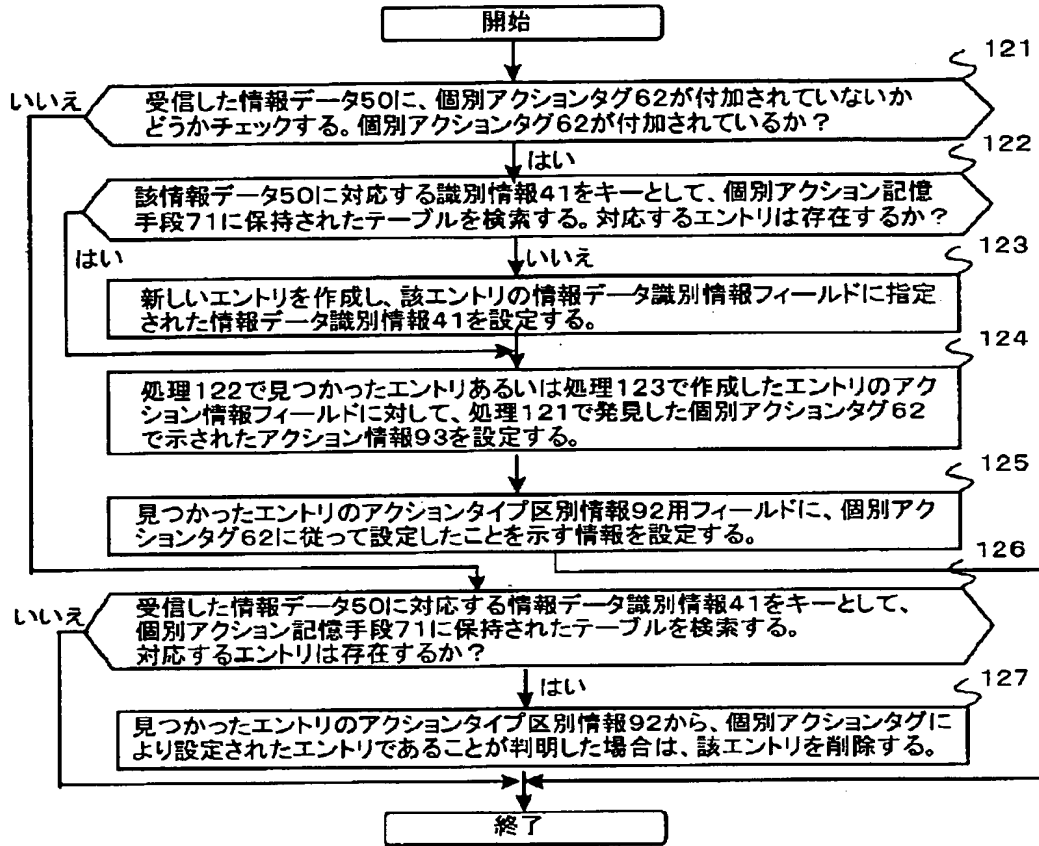 開始
121
いいえ
受信した情報データ50に、個別アクションタグ62が付加されていないか
どうかチェックする。個別アクションタグ62が付加されているか？
はい
122
該情報データ50に対応する識別情報41をキーとして、個別アクション記憶
手段71に保持されたテーブルを検索する。対応するエントリは存在するか？
はい
いいえ
123
新しいエントリを作成し、該エントリの情報データ識別情報フィールドに指定
された情報データ識別情報41を設定する。
124
処理122で見つかったエントリあるいは処理123で作成したエントリのアク
ション情報フィールドに対して、処理121で発見した個別アクションタグ62
で示されたアクション情報93を設定する。
125
見つかったエントリのアクションタイプ区別情報92用フィールドに、個別アク
ションタグ62に従って設定したことを示す情報を設定する。
126
いいえ
受信した情報データ50に対応する情報データ識別情報41をキーとして、
個別アクション記憶手段71に保持されたテーブルを検索する。
対応するエントリは存在するか？
はい
127
見つかったエントリのアクションタイプ区別情報92から、個別アクションタグに
より設定されたエントリであることが判明した場合は、該エントリを削除する。
終了